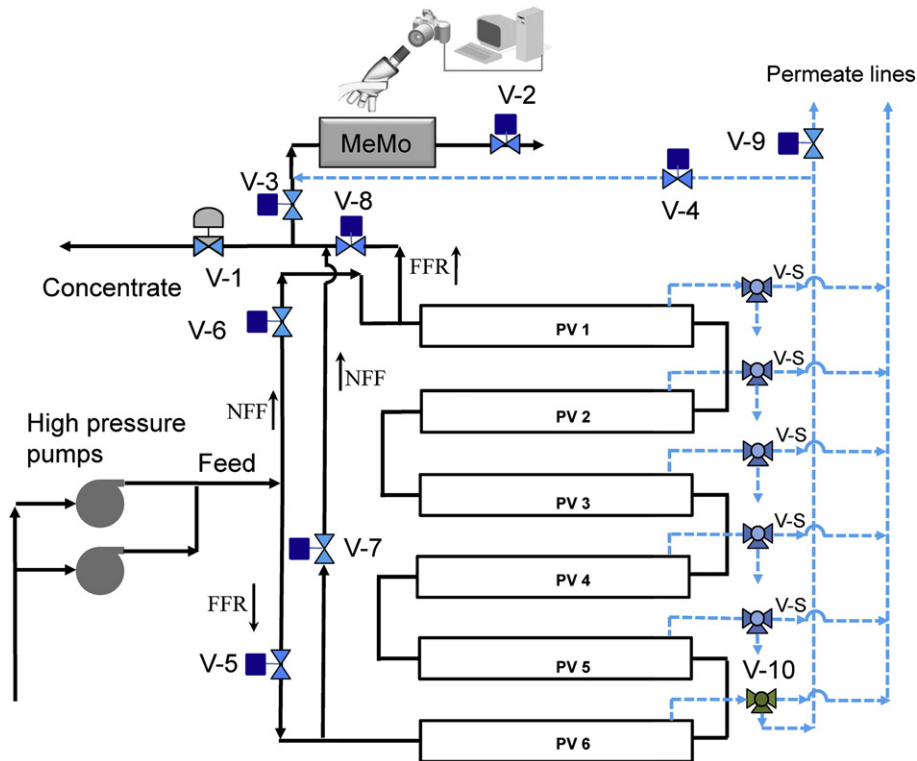 V-2
Permeate lines
MeMo
V-9
V-3
V-8
V-4
V-1
FFR
V-S
Concentrate
V-6
PV 1
NFF
V-S
NFF
PV 2
High pressure
pumps
Feed
V-S
PV 3
V-S
V-7
PV 4
FFR
V-S
V-5
PV 5
V-10
PV 6